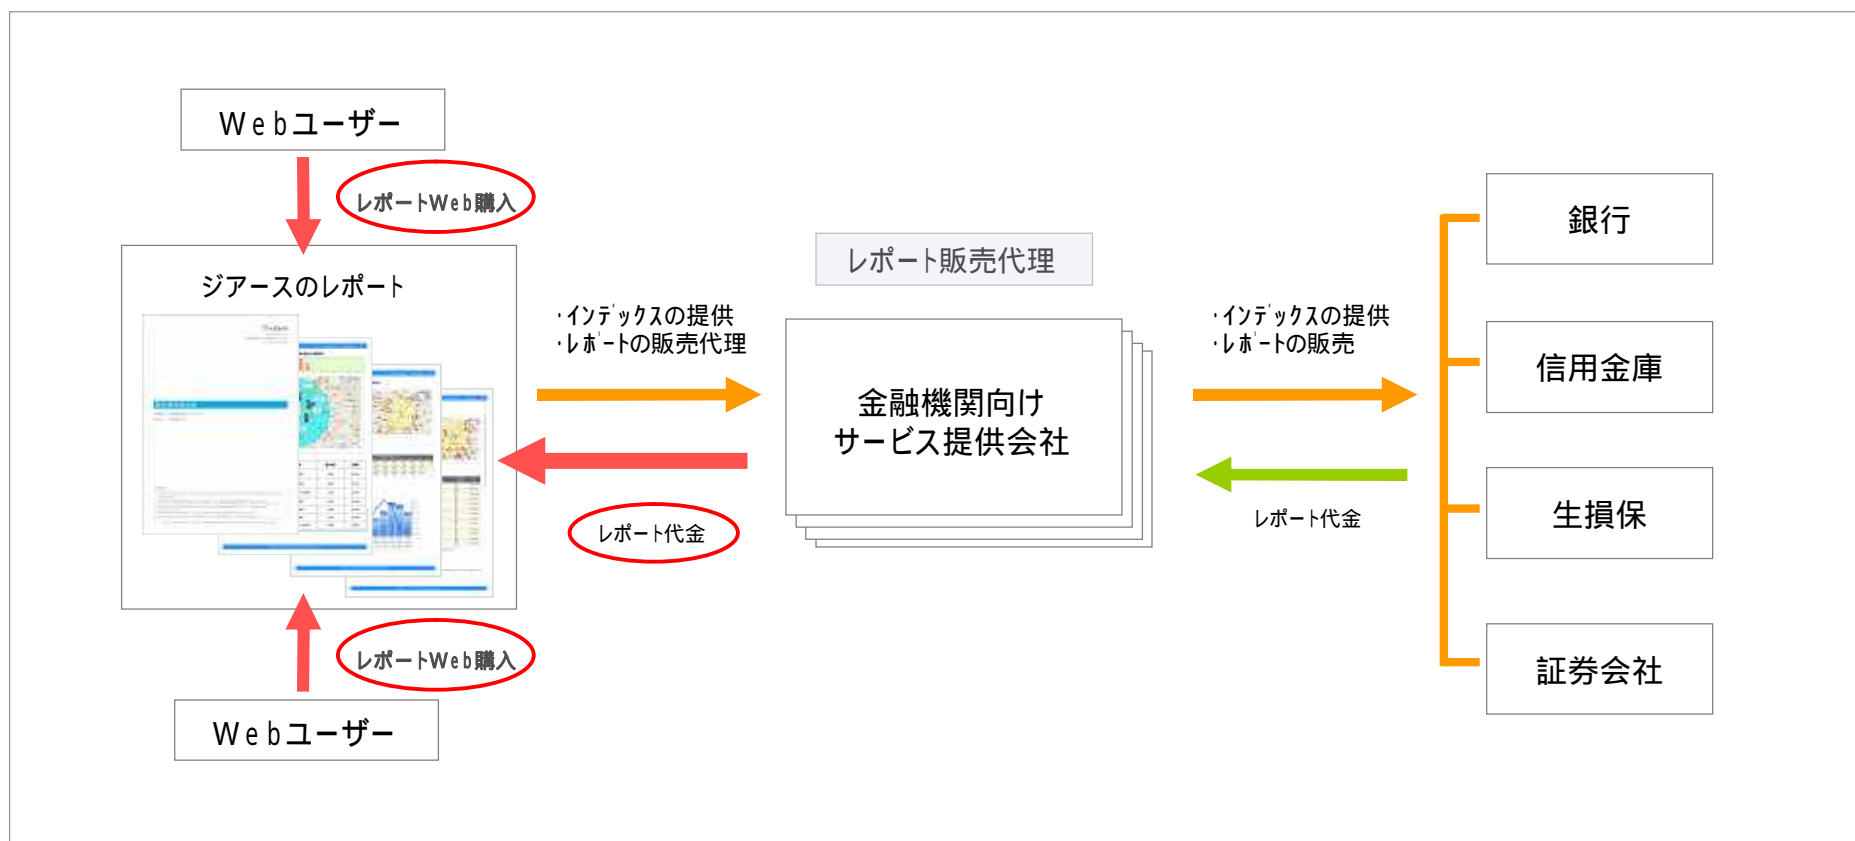 Webユーザー
レポートWeb購入
ジアースのレポート
レポート販売代理
・インデックスの提供
・レポートの販売代理
・インデックスの提供
・レポートの販売
金融機関向け
サービス提供会社
レポート代金
レポート代金
銀行
信用金庫
生損保
証券会社
レポートWeb購入
Webユーザー